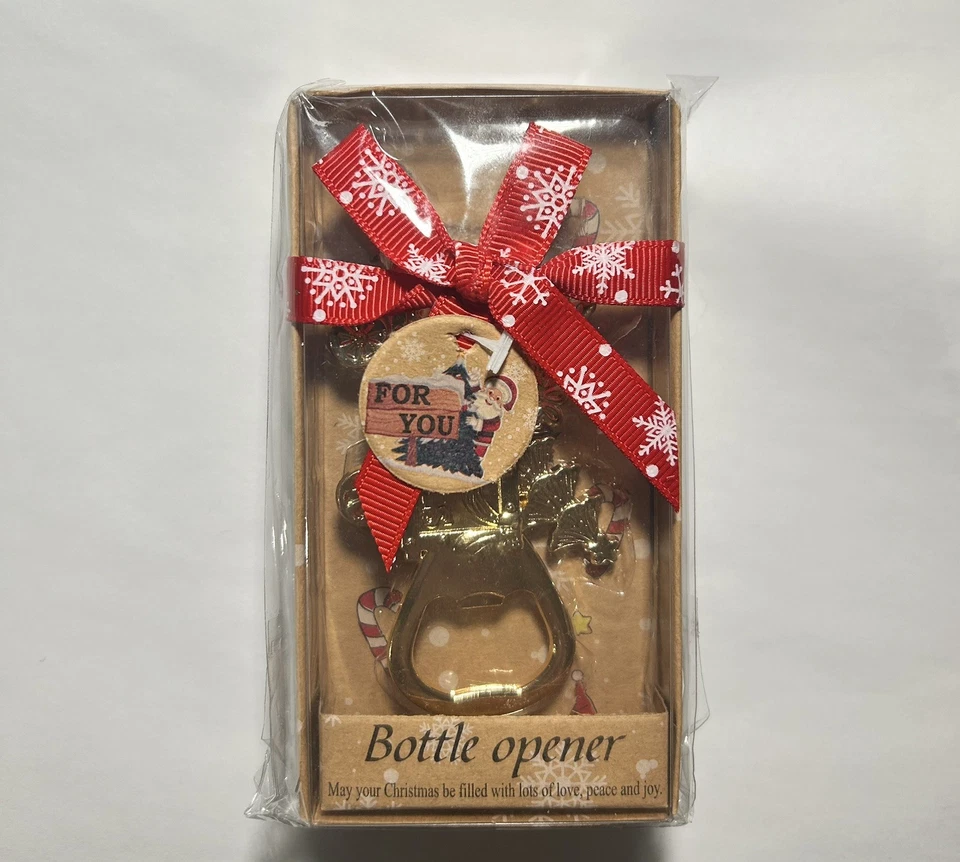 FOR
YOU
Bottle opener
May your Christmas be filled with lots of love, peace and joy.